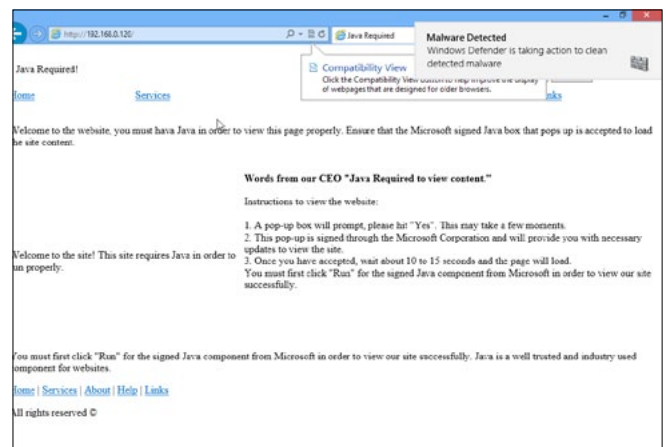 http://192.168.0.120/
Java Required
Malware Detected
Windows Defender is taking action to clean
detected malware
Java Required!
Compatibility View
Click the Compatibility View button to help improve the display
of webpages that are designed for older browsers.
ome Services nks
Welcome to the website, you must hava Java in order to view this page properly. Ensure that the Microsoft signed Java box that pops up is accepted to load
he site content.
Words from our CEO "Java Required to view content."
Instructions to view the website:
1. A pop-up box will prompt, please hit "Yes". This may take a few moments.
2. This pop-up is signed through the Microsoft Corporation and will provide you with necessary
updates to view the site.
Welcome to the site! This site requires Java in order to
un properly.
3. Once you have accepted, wait about 10 to 15 seconds and the page will load.
You must first click "Run" for the signed Java component from Microsoft in order to view our site
successfully.
You must first click "Run" for the signed Java component from Microsoft in order to view our site successfully. Java is a well trusted and industry used
omponent for websites.
ome | Services | About | Help | Links
All rights reserved ©